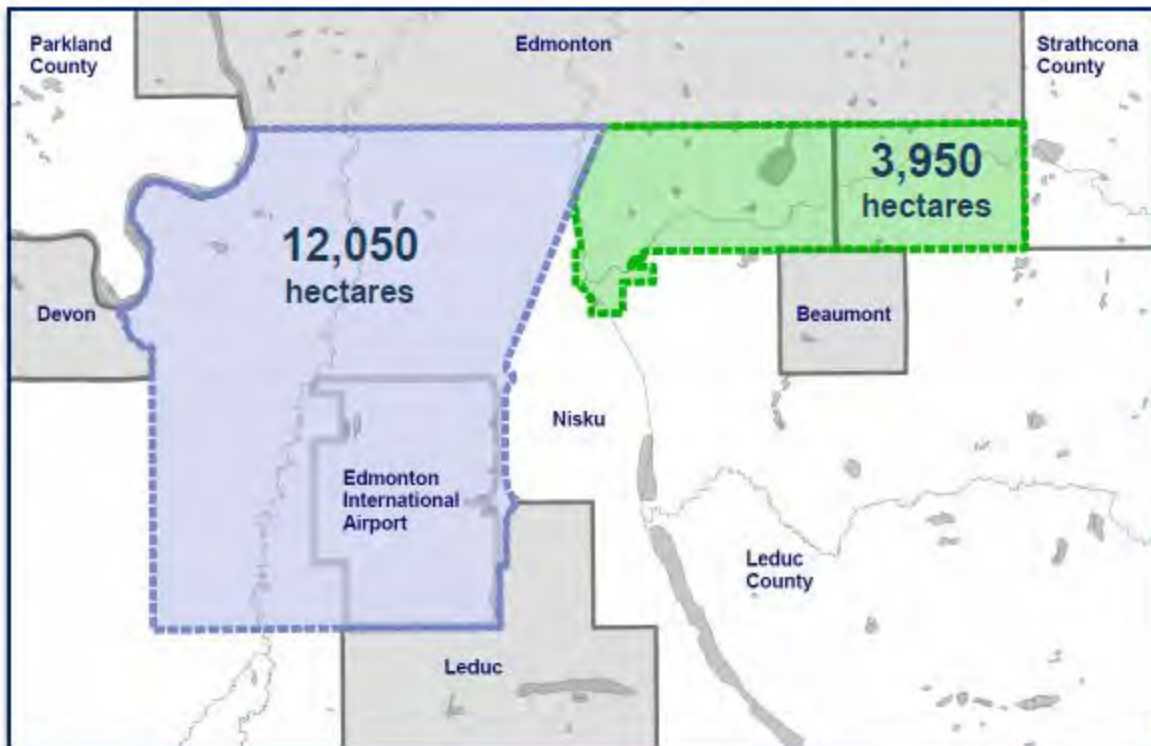 Parkland
County
Edmonton
Strathcona
County
12,050
hectares
3,950
hectares
Devon
Beaumont
Nisku
Edmonton
International
Airport
Leduc
County
Leduc